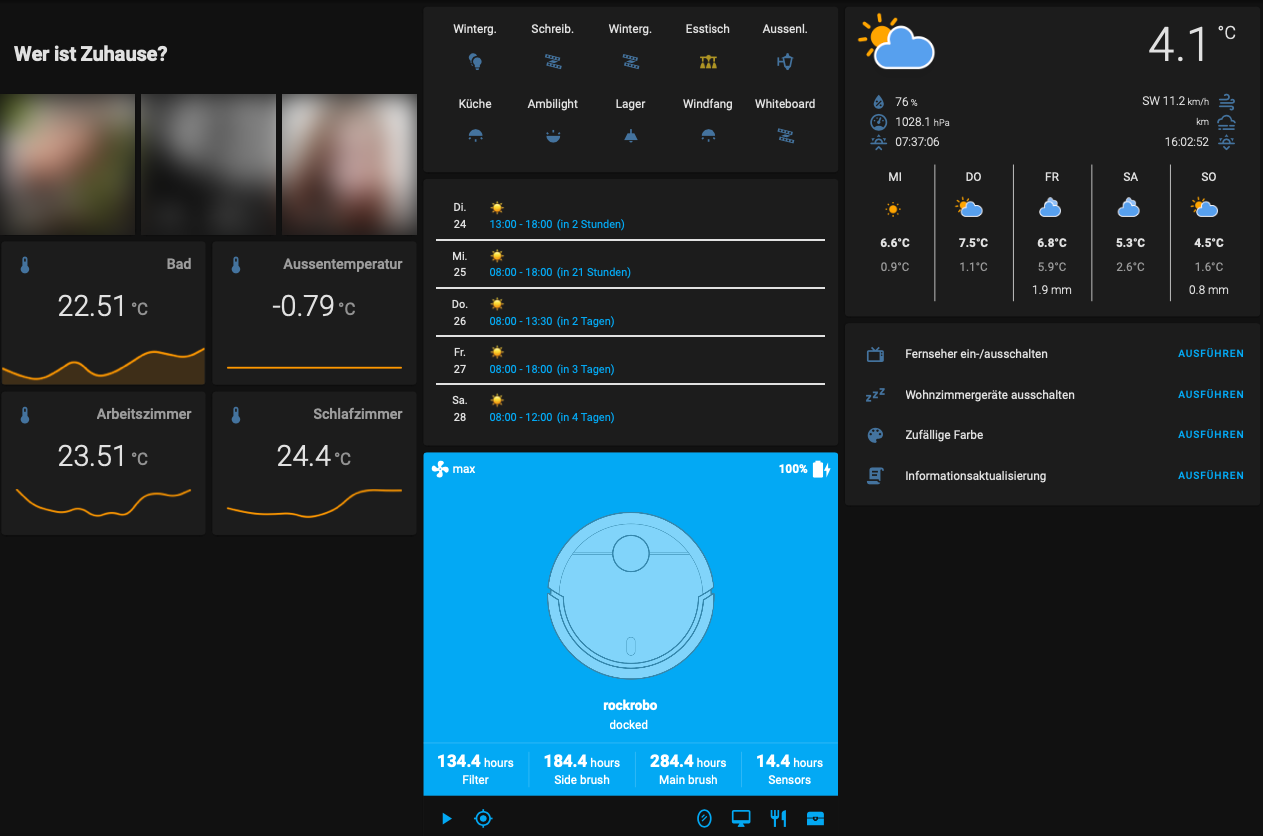 Wer ist Zuhause?
Bad
22.51 °C
Aussentemperatur
-0.79 °C
Arbeitszimmer
23.51 °C
Schlafzimmer
24.4 °C
Winterg. Schreib. Winterg. Esstisch Aussenl.
Küche Ambilight Lager Windfang Whiteboard
Di.
24 13:00 - 18:00 (in 2 Stunden)
Mi.
25 08:00 - 18:00 (in 21 Stunden)
Do.
26 08:00 - 13:30 (in 2 Tagen)
Fr.
27 08:00 - 18:00 (in 3 Tagen)
Sa.
28 08:00 - 12:00 (in 4 Tagen)
max 100%
rockrobo
docked
134.4 hours 184.4 hours 284.4 hours 14.4 hours
Filter Side brush Main brush Sensors
4.1 °C
76 % SW 11.2 km/h
1028.1 hPa km
07:37:06 16:02:52
MI DO FR SA SO
6.6°C 7.5°C 6.8°C 5.3°C 4.5°C
0.9°C 1.1°C 5.9°C 2.6°C 1.6°C
1.9 mm 0.8 mm
Fernseher ein-/ausschalten AUSFÜHREN
zzz Wohnzimmergeräte ausschalten AUSFÜHREN
Zufällige Farbe AUSFÜHREN
Informationsaktualisierung AUSFÜHREN